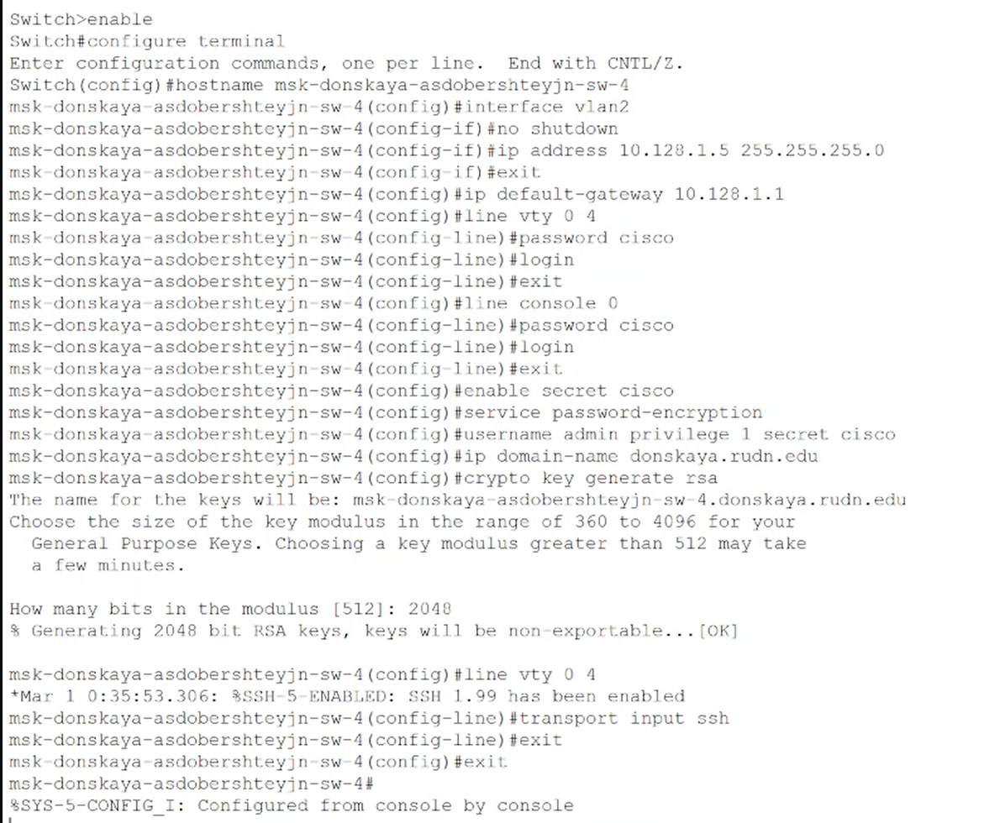 Switch>enable
Switch#configure terminal
Enter configuration commands, one per line.  End with CNTL/Z.
Switch(config)#hostname msk-donskaya-asdobershteyjn-sw-4
msk-donskaya-asdobershteyjn-sw-4(config)#interface vlan2
msk-donskaya-asdobershteyjn-sw-4(config-if)#no shutdown
msk-donskaya-asdobershteyjn-sw-4(config-if)#ip address 10.128.1.5 255.255.255.0
msk-donskaya-asdobershteyjn-sw-4(config-if)#exit
msk-donskaya-asdobershteyjn-sw-4(config)#ip default-gateway 10.128.1.1
msk-donskaya-asdobershteyjn-sw-4(config)#line vty 0 4
msk-donskaya-asdobershteyjn-sw-4(config-line)#password cisco
msk-donskaya-asdobershteyjn-sw-4(config-line)#login
msk-donskaya-asdobershteyjn-sw-4(config-line)#exit
msk-donskaya-asdobershteyjn-sw-4(config)#line console 0
msk-donskaya-asdobershteyjn-sw-4(config-line)#password cisco
msk-donskaya-asdobershteyjn-sw-4(config-line)#login
msk-donskaya-asdobershteyjn-sw-4(config-line)#exit
msk-donskaya-asdobershteyjn-sw-4(config)#enable secret cisco
msk-donskaya-asdobershteyjn-sw-4(config)#service password-encryption
msk-donskaya-asdobershteyjn-sw-4(config)#username admin privilege 1 secret cisco
msk-donskaya-asdobershteyjn-sw-4(config)#ip domain-name donskaya.rudn.edu
msk-donskaya-asdobershteyjn-sw-4(config)#crypto key generate rsa
The name for the keys will be: msk-donskaya-asdobershteyjn-sw-4.donskaya.rudn.edu
Choose the size of the key modulus in the range of 360 to 4096 for your
  General Purpose Keys. Choosing a key modulus greater than 512 may take
  a few minutes.

How many bits in the modulus [512]: 2048
% Generating 2048 bit RSA keys, keys will be non-exportable...[OK]

msk-donskaya-asdobershteyjn-sw-4(config)#line vty 0 4
*Mar 1 0:35:53.306: %SSH-5-ENABLED: SSH 1.99 has been enabled
msk-donskaya-asdobershteyjn-sw-4(config-line)#transport input ssh
msk-donskaya-asdobershteyjn-sw-4(config-line)#exit
msk-donskaya-asdobershteyjn-sw-4(config)#exit
msk-donskaya-asdobershteyjn-sw-4#
%SYS-5-CONFIG_I: Configured from console by console